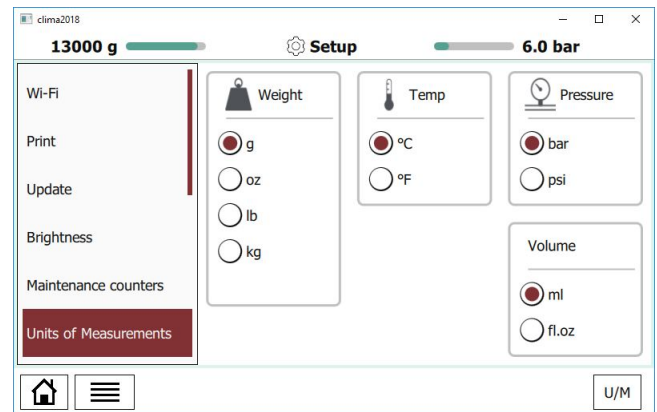 clima2018
13000 g
Setup
6.0 bar
Wi-Fi
Print
Update
Brightness
Maintenance counters
Units of Measurements
Weight
g
oz
lb
kg
Temp
°C
°F
Pressure
bar
psi
Volume
ml
fl.oz
U/M